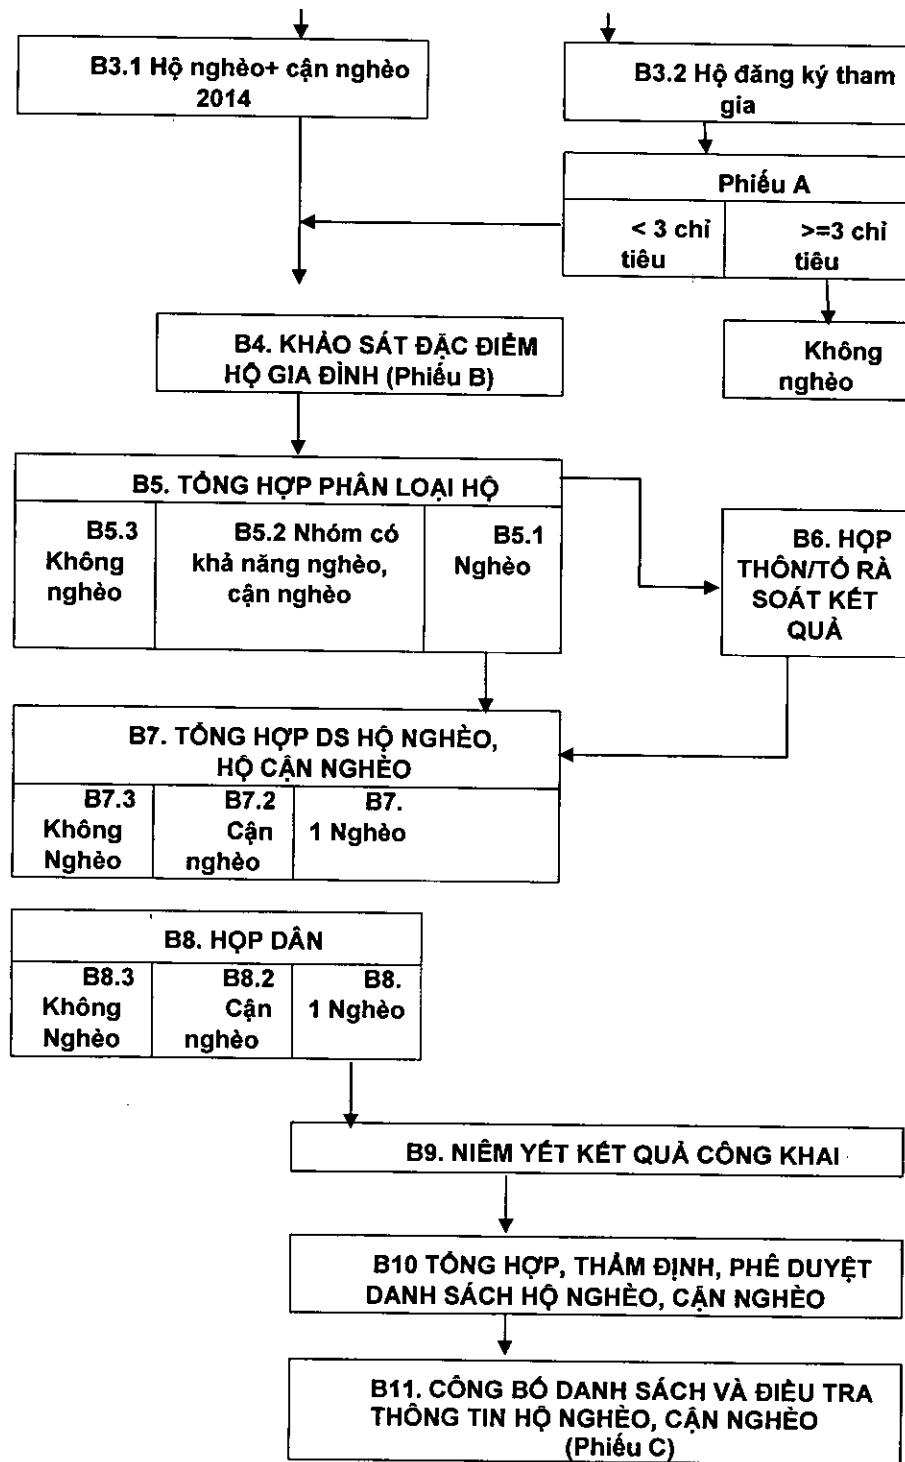 B3.1 Hộ nghèo+ cận nghèo
2014
B3.2 Hộ đăng ký tham
gia
Phiếu A
< 3 chỉ
tiêu
>=3 chỉ
tiêu
Không
nghèo
B4. KHẢO SÁT ĐẶC ĐIỂM
HỘ GIA ĐÌNH (Phiếu B)
B5. TỔNG HỢP PHÂN LOẠI HỘ
B5.3
Không
nghèo
B5.2 Nhóm có
khả năng nghèo,
cận nghèo
B5.1
Nghèo
B6. HỌP
THÔN/TỔ RÀ
SOÁT KẾT
QUẢ
B7. TỔNG HỢP DS HỘ NGHÈO,
HỘ CẬN NGHÈO
B7.3
Không
Nghèo
B7.2
Cận
nghèo
B7.
1 Nghèo
B8. HỌP DÂN
B8.3
Không
Nghèo
B8.2
Cận
nghèo
B8.
1 Nghèo
B9. NIÊM YẾT KẾT QUẢ CÔNG KHAI
B10 TỔNG HỢP, THẨM ĐỊNH, PHÊ DUYỆT
DANH SÁCH HỘ NGHÈO, CẬN NGHÈO
B11. CÔNG BỐ DANH SÁCH VÀ ĐIỀU TRA
THÔNG TIN HỘ NGHÈO, CẬN NGHÈO
(Phiếu C)